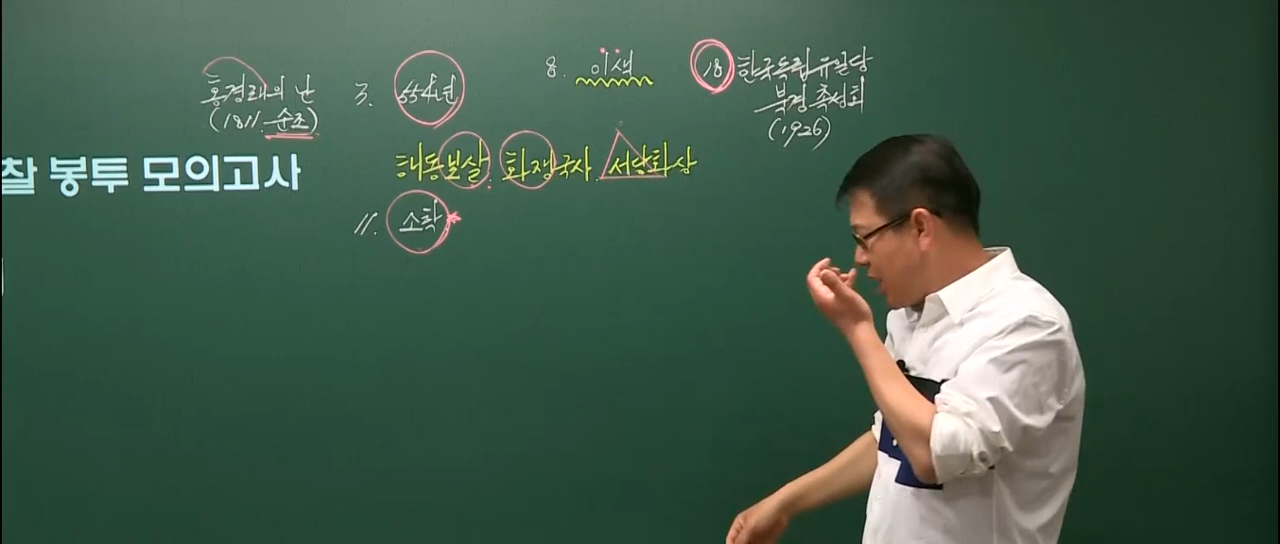 홍경래의 난
(1811. 순조)
찰 봉투 모의고사
3. 554년
8. 이색
해동보살. 화쟁국사. 서당화상
11. 소학
18 한국독립유일당
북경촉성회
(1926)